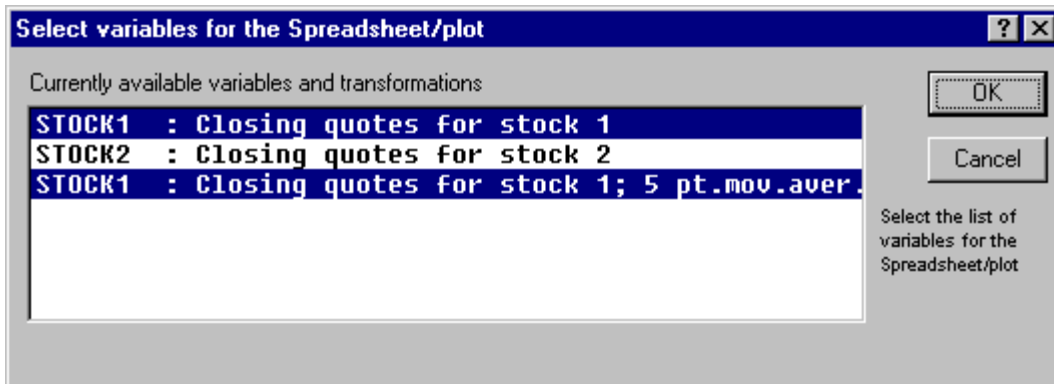 Select variables for the Spreadsheet/plot
Currently available variables and transformations
STOCK1 : Closing quotes for stock 1
STOCK2 : Closing quotes for stock 2
STOCK1 : Closing quotes for stock 1; 5 pt.mov.aver.
OK
Cancel
Select the list of
variables for the
Spreadsheet/plot